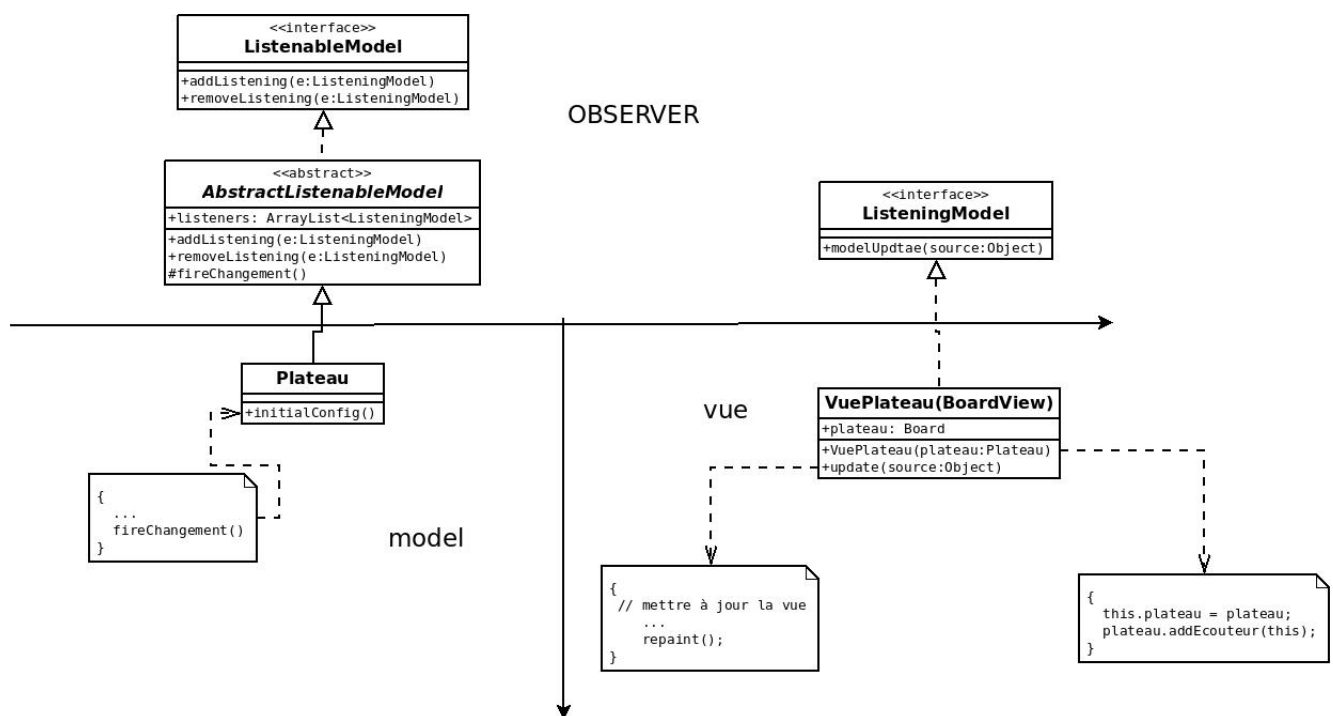 <<interface>>
ListenableModel
+addListening(e:ListeningModel)
+removeListening(e:ListeningModel)
OBSERVER
<<abstract>>
AbstractListenableModel
+listeners: ArrayList<ListeningModel>
+addListening(e:ListeningModel)
+removeListening(e:ListeningModel)
#fireChangement()
<<interface>>
ListeningModel
+modelUpdtae(source:Object)
Plateau
+initialConfig()
{
...
fireChangement()
}
model
vue
VuePlateau(BoardView)
+plateau: Board
+VuePlateau(plateau:Plateau)
+update(source:Object)
{
// mettre à jour la vue
...
repaint();
}
{
this.plateau = plateau;
plateau.addEcouteur(this);
}